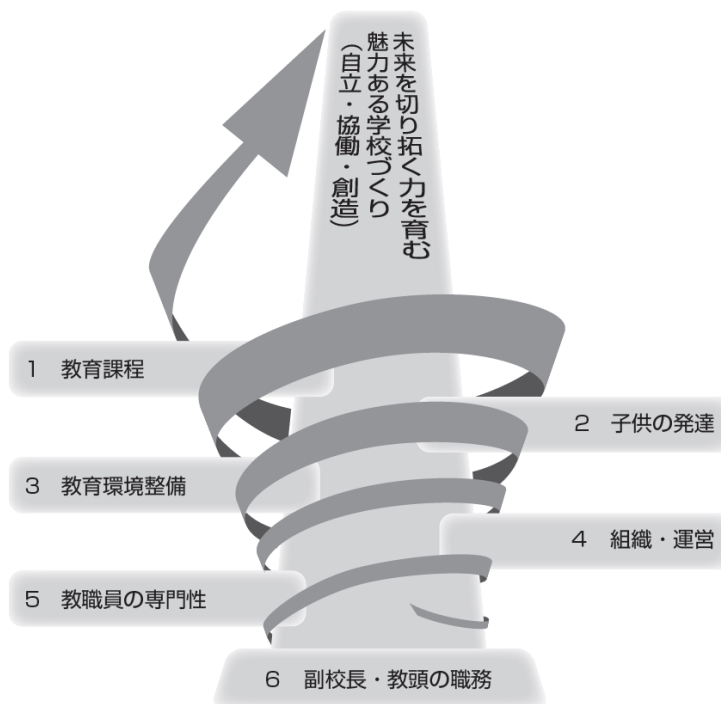 未来を切り拓く力を育む
魅力ある学校づくり
（自立・協働・創造）
1　教育課程
2　子供の発達
3　教育環境整備
4　組織・運営
5　教職員の専門性
6　副校長・教頭の職務